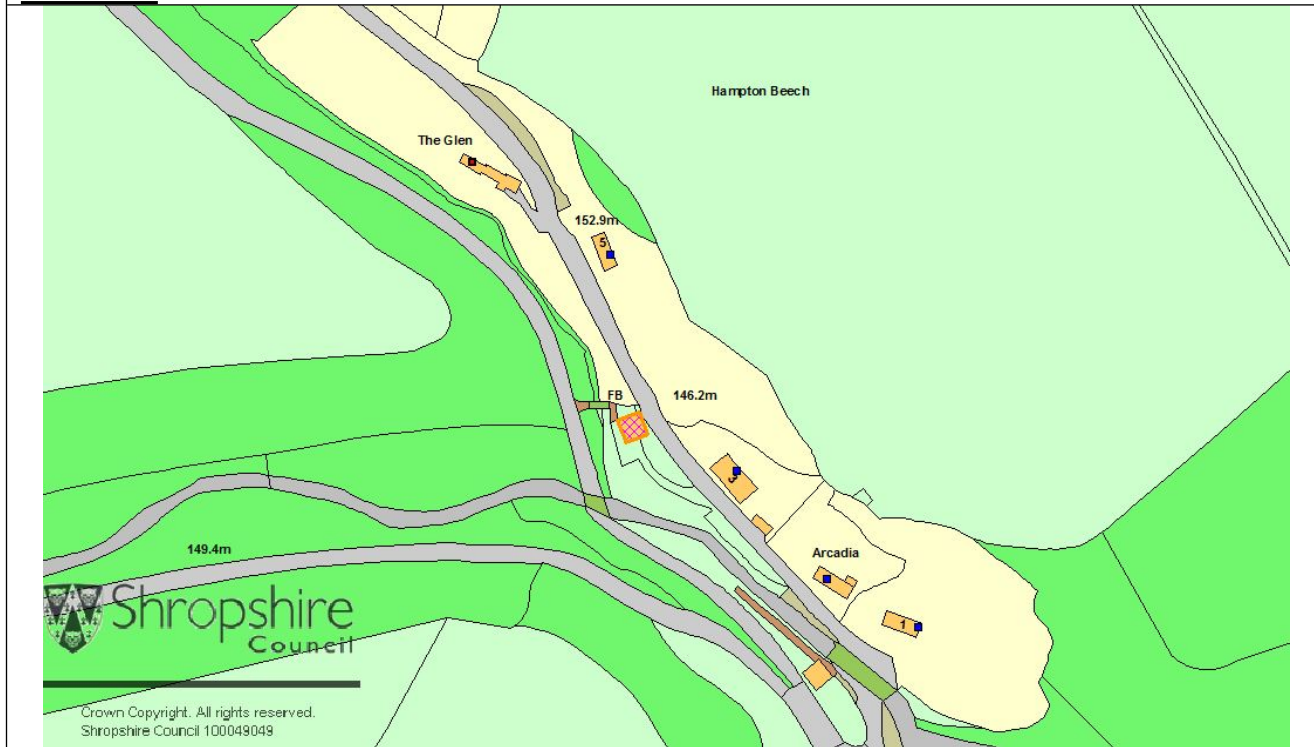 Hampton Beech
The Glen
152.9m
5
FB
146.2m
3
149.4m
Arcadia
1
Shropshire
Council
Crown Copyright. All rights reserved.
Shropshire Council 100049049